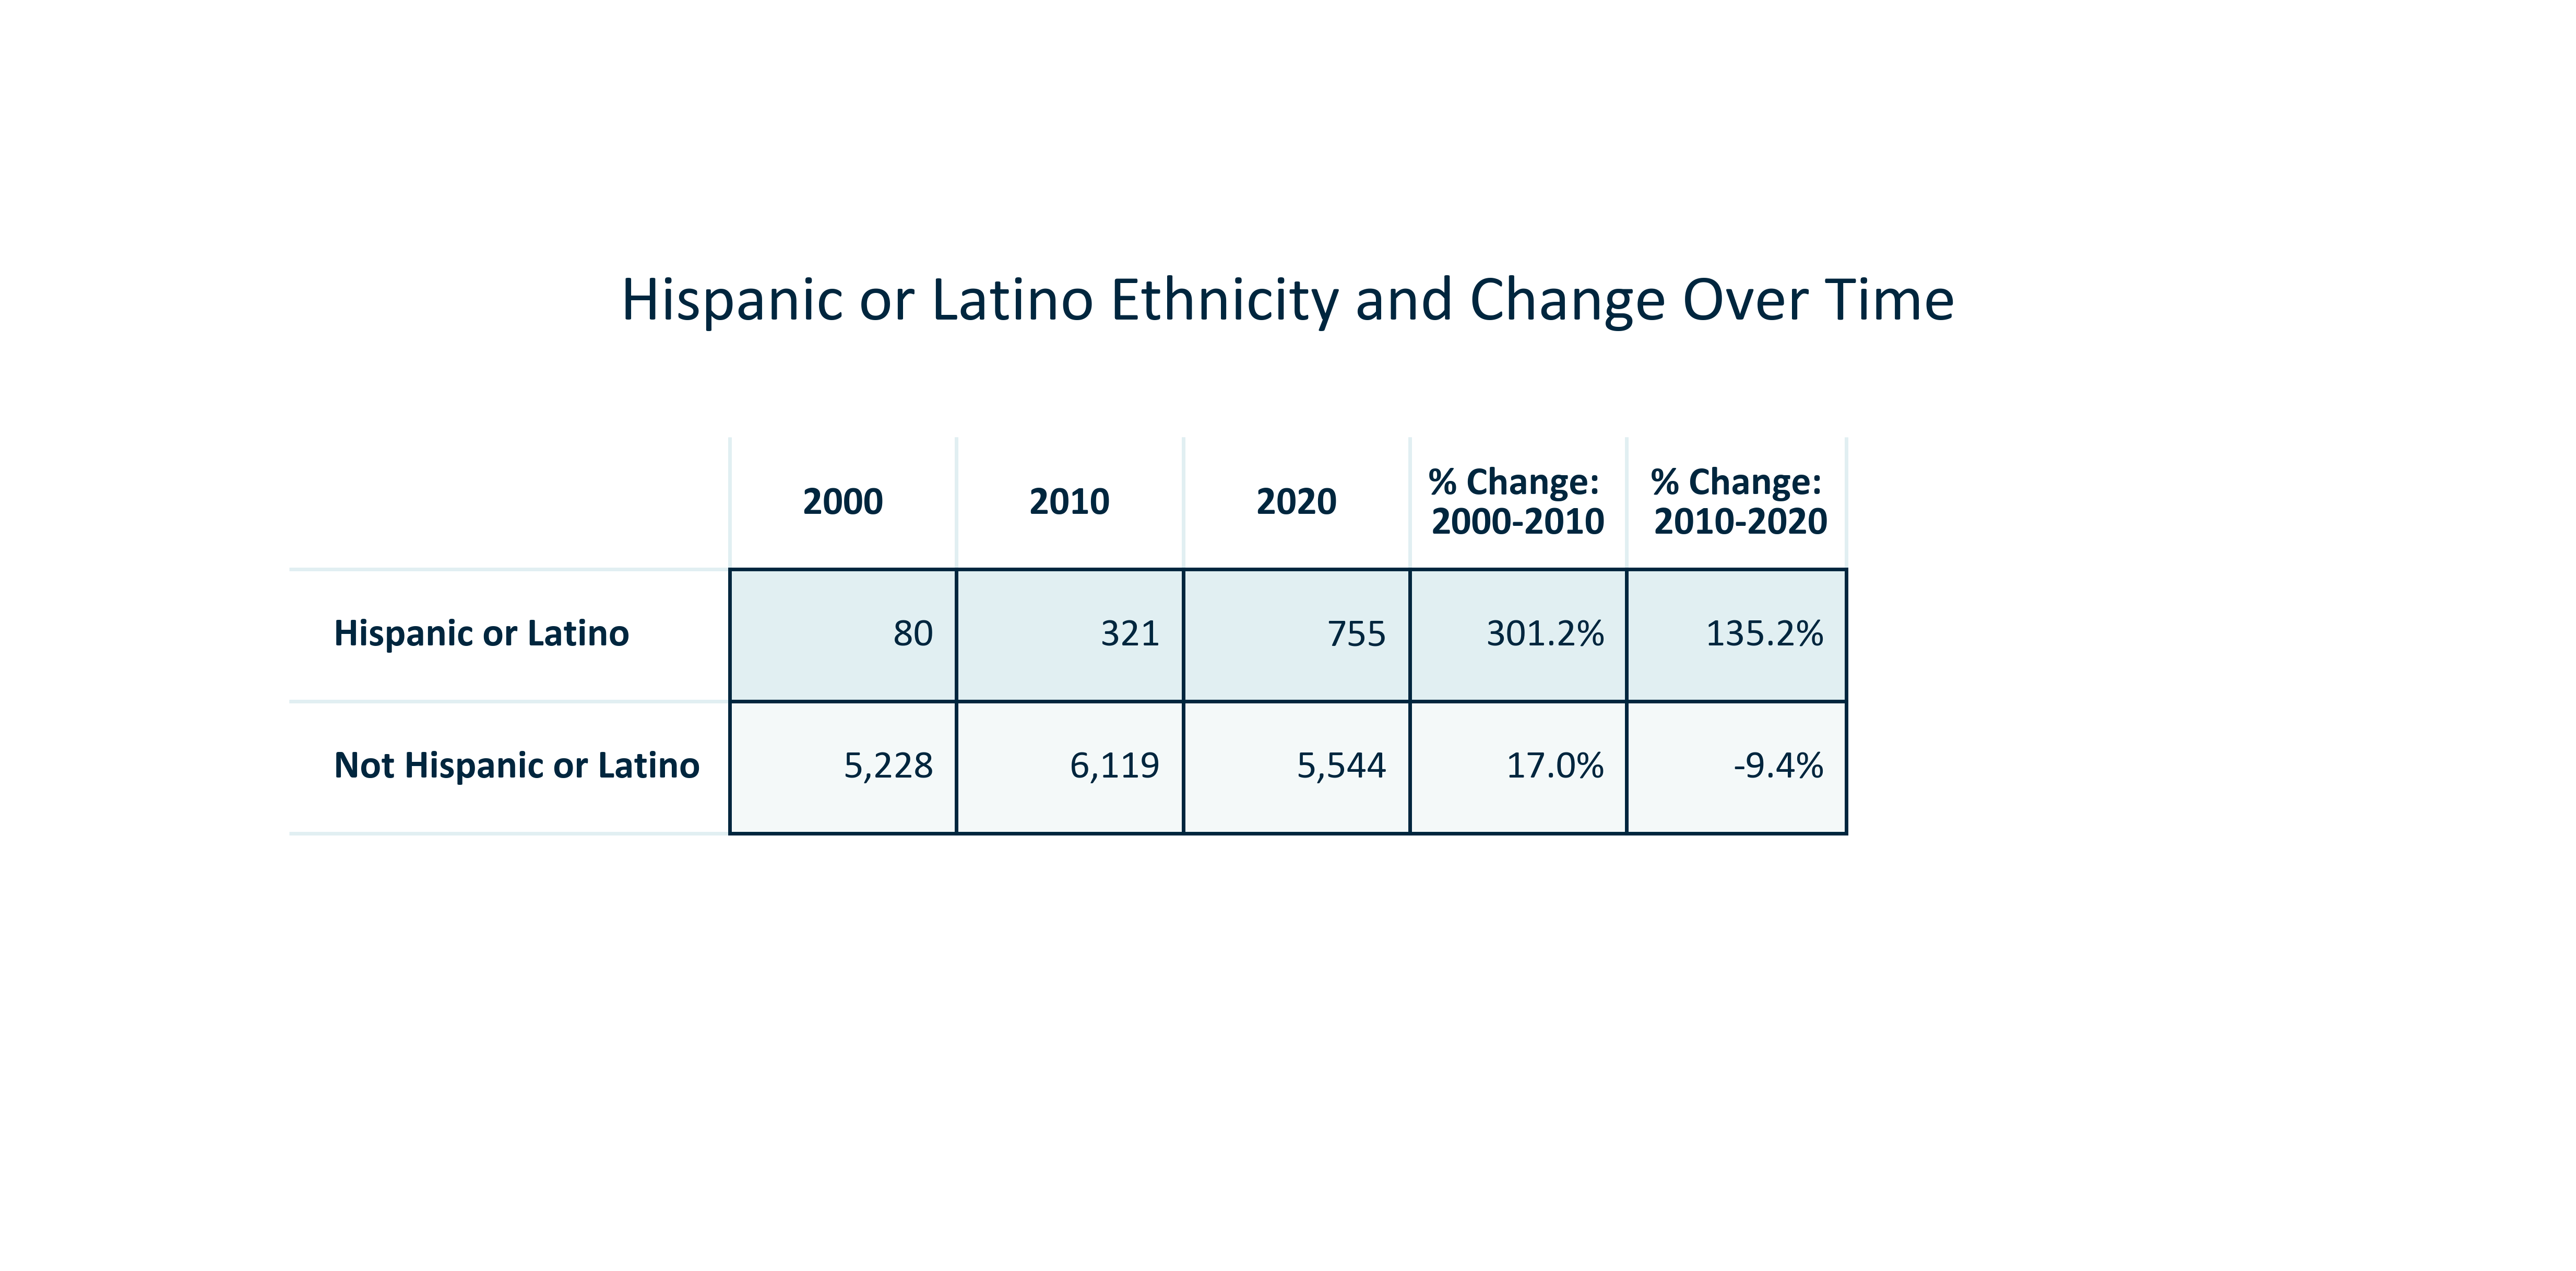 Hispanic or Latino Ethnicity and Change Over Time
2000 2010 2020 % Change: 2000-2010 % Change: 2010-2020
Hispanic or Latino 80 321 755 301.2% 135.2%
Not Hispanic or Latino 5,228 6,119 5,544 17.0% -9.4%